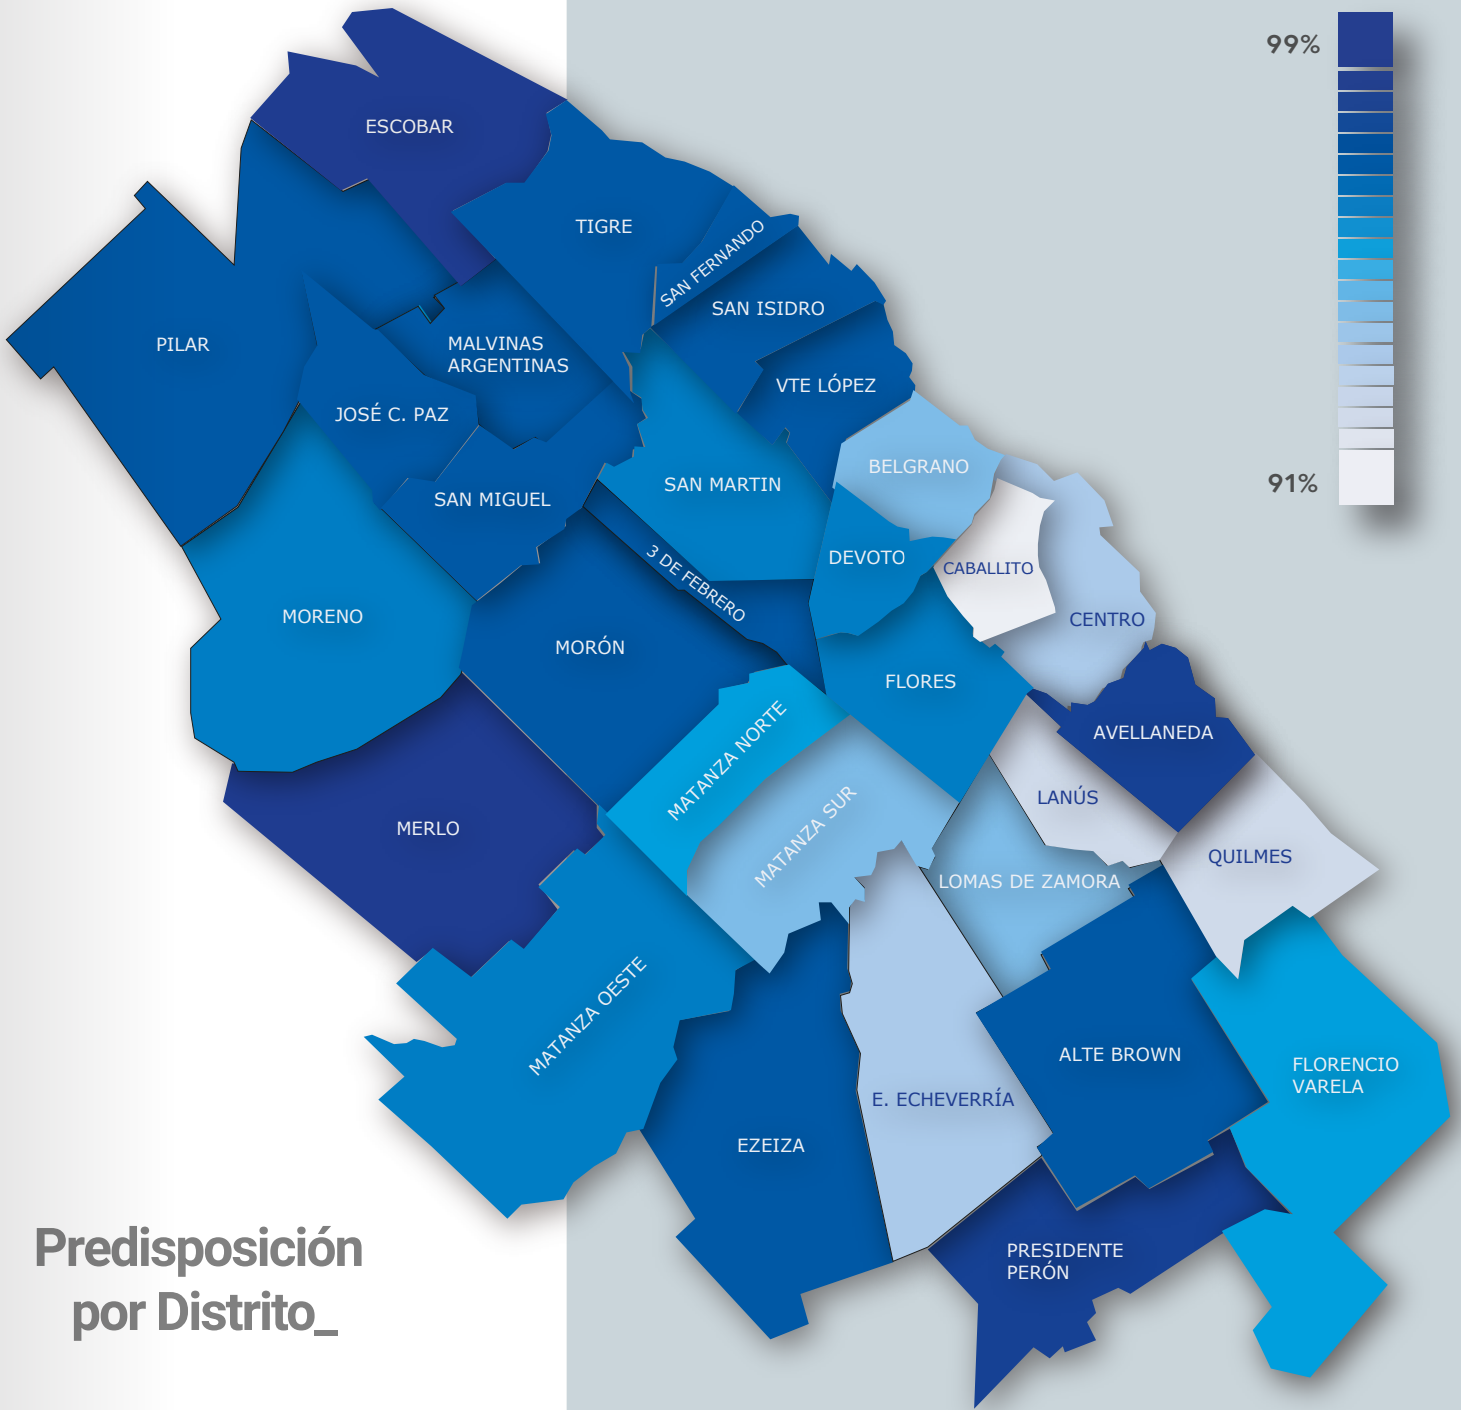 99%
ESCOBAR
TIGRE
SAN FERNANDO
SAN ISIDRO
PILAR
MALVINAS
ARGENTINAS
VTE LÓPEZ
JOSÉ C. PAZ
BELGRANO
91%
SAN MARTIN
SAN MIGUEL
DEVOTO
CABALLITO
3 DE FEBRERO
MORENO
CENTRO
MORÓN
FLORES
AVELLANEDA
MATANZA NORTE
LANÚS
MERLO
MATANZA SUR
QUILMES
LOMAS DE ZAMORA
MATANZA OESTE
ALTE BROWN
FLORENCIO
VARELA
E. ECHEVERRÍA
EZEIZA
PRESIDENTE
PERÓN
Predisposición
por Distrito_